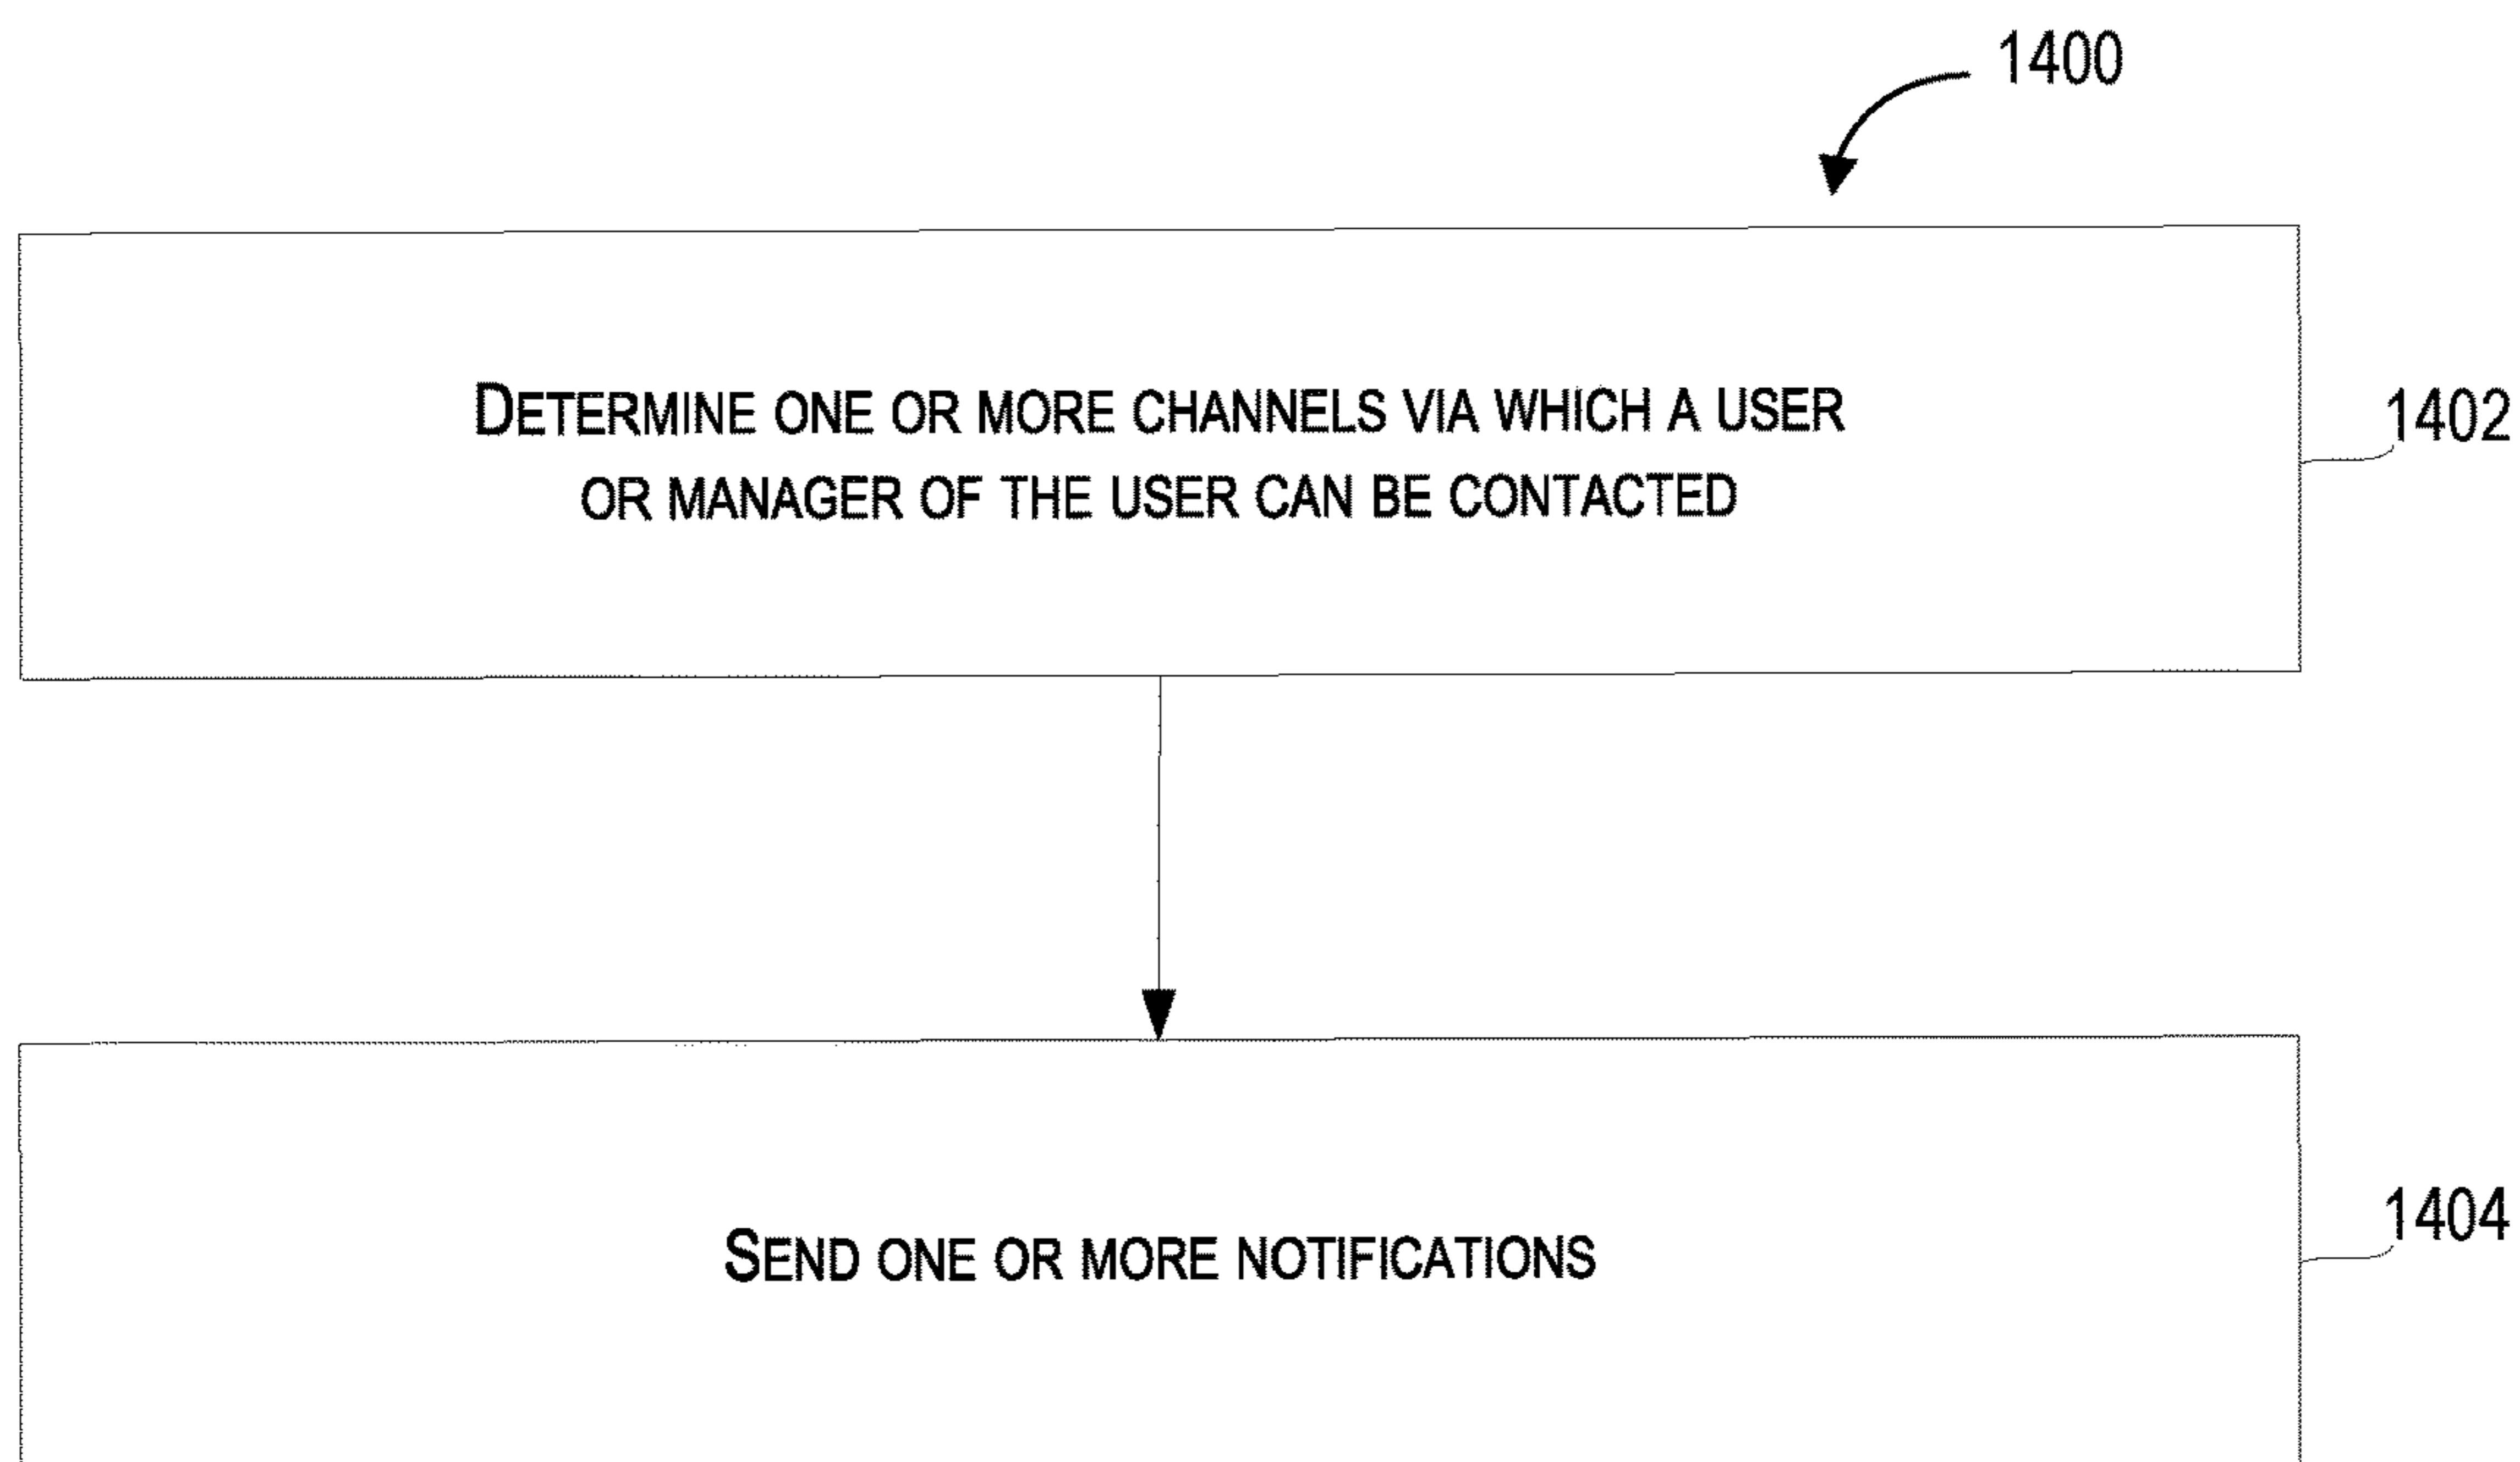 1400
DETERMINE ONE OR MORE CHANNELS VIA WHICH A USER
OR MANAGER OF THE USER CAN BE CONTACTED
1402
SEND ONE OR MORE NOTIFICATIONS
1404